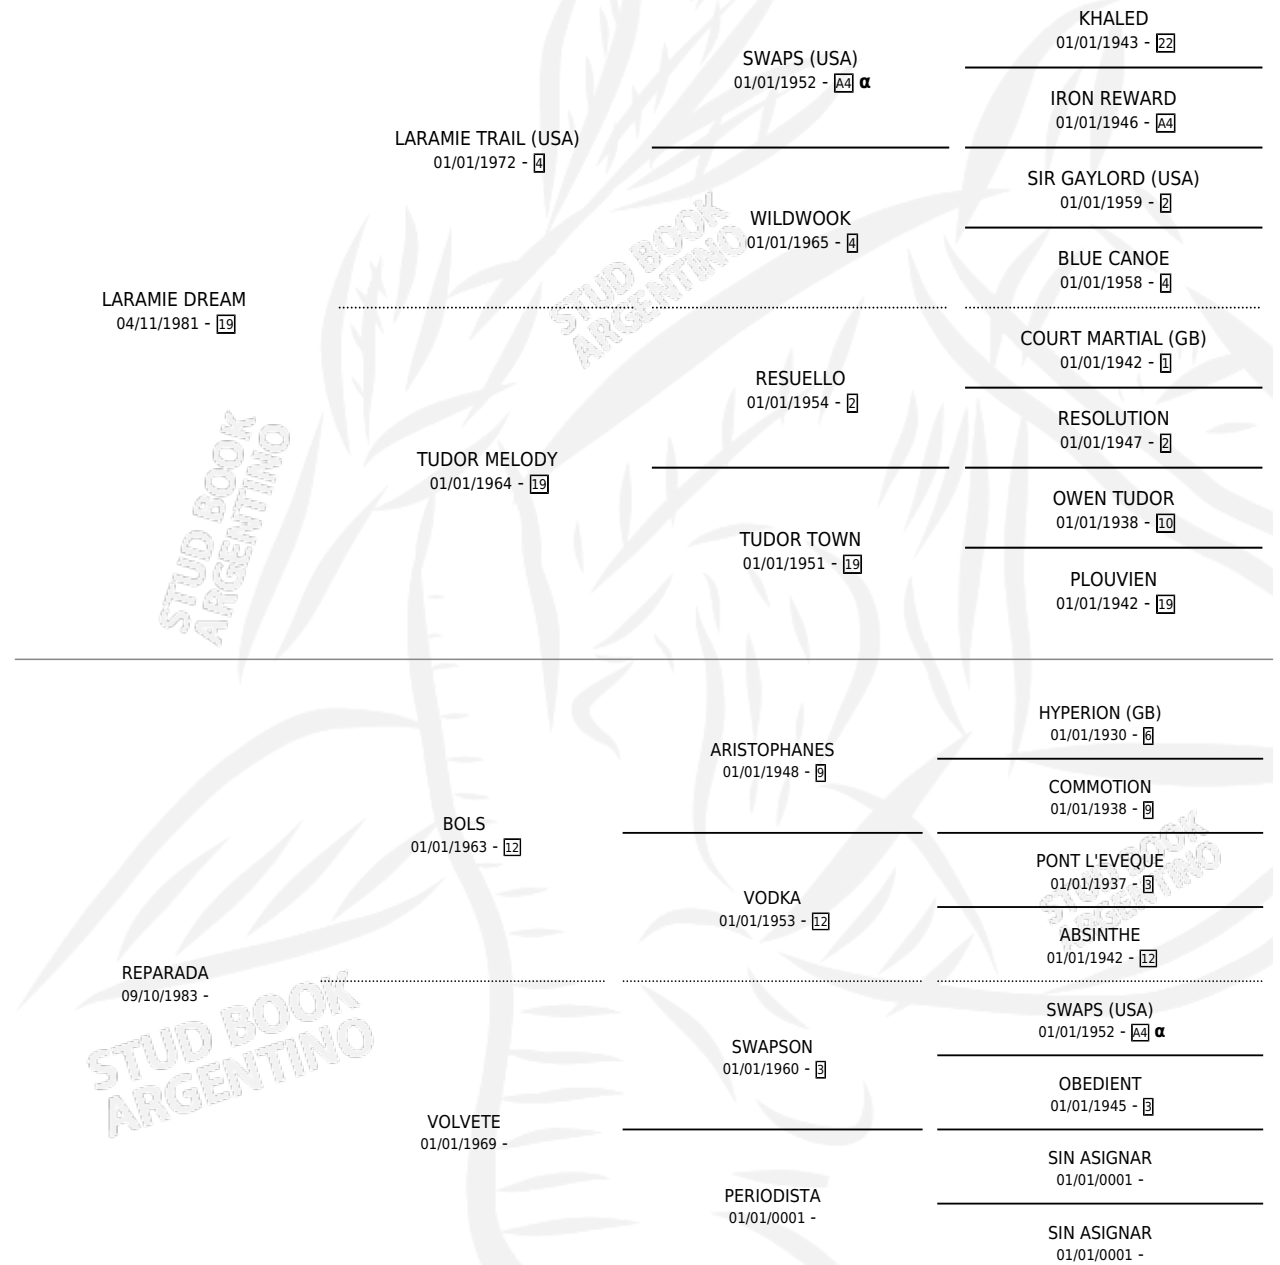 KHALED
01/01/1943 - 22
SWAPS (USA)
01/01/1952 - A4 α
IRON REWARD
01/01/1946 - A4
LARAMIE TRAIL (USA)
01/01/1972 - 4
SIR GAYLORD (USA)
01/01/1959 - 2
WILDWOOK
01/01/1965 - 4
BLUE CANOE
01/01/1958 - 4
LARAMIE DREAM
04/11/1981 - 19
COURT MARTIAL (GB)
01/01/1942 - 1
RESUELLO
01/01/1954 - 2
RESOLUTION
01/01/1947 - 2
TUDOR MELODY
01/01/1964 - 19
OWEN TUDOR
01/01/1938 - 10
TUDOR TOWN
01/01/1951 - 19
PLOUVIEN
01/01/1942 - 19
HYPERION (GB)
01/01/1930 - 6
ARISTOPHANES
01/01/1948 - 9
COMMOTION
01/01/1938 - 9
BOLS
01/01/1963 - 12
PONT L'EVEQUE
01/01/1937 - 3
VODKA
01/01/1953 - 12
ABSINTHE
01/01/1942 - 12
REPARADA
09/10/1983 -
SWAPS (USA)
01/01/1952 - A4 α
SWAPSON
01/01/1960 - 3
OBEDIENT
01/01/1945 - 3
VOLVETE
01/01/1969 -
SIN ASIGNAR
01/01/0001 -
PERIODISTA
01/01/0001 -
SIN ASIGNAR
01/01/0001 -
STUD BOOK
ARGENTINO
STUD BOOK
ARGENTINO
STUD BOOK
ARGENTINO
STUD BOOK
ARGENTINO